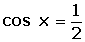 cos x = 1/2